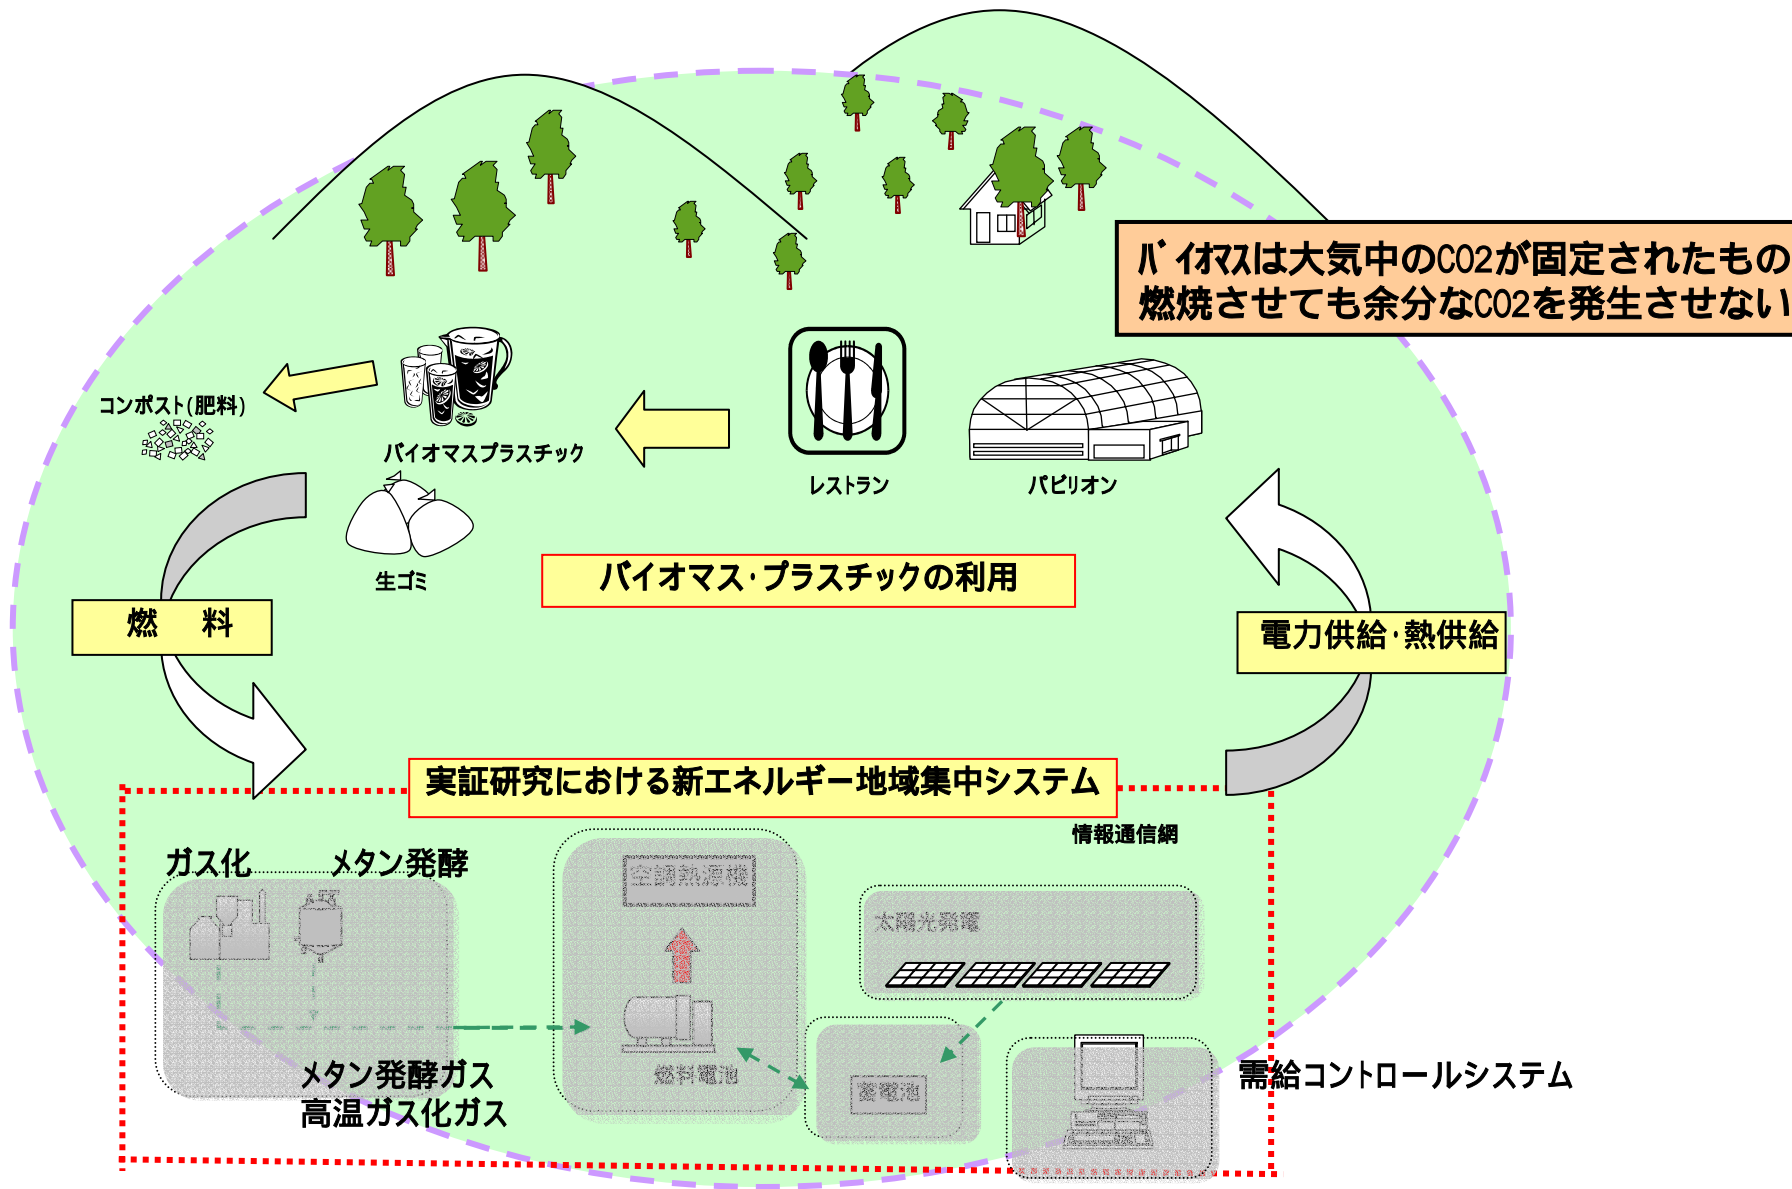 バイオマスは大気中のCO2が固定されたもの
燃焼させても余分なCO2を発生させない
コンポスト(肥料)
バイオマスプラスチック
レストラン
パビリオン
生ゴミ
バイオマス・プラスチックの利用
燃　料
電力供給・熱供給
実証研究における新エネルギー地域集中システム
情報通信網
ガス化
メタン発酵
空調熱源機
太陽光発電
燃料電池
蓄電池
メタン発酵ガス
高温ガス化ガス
需給コントロールシステム